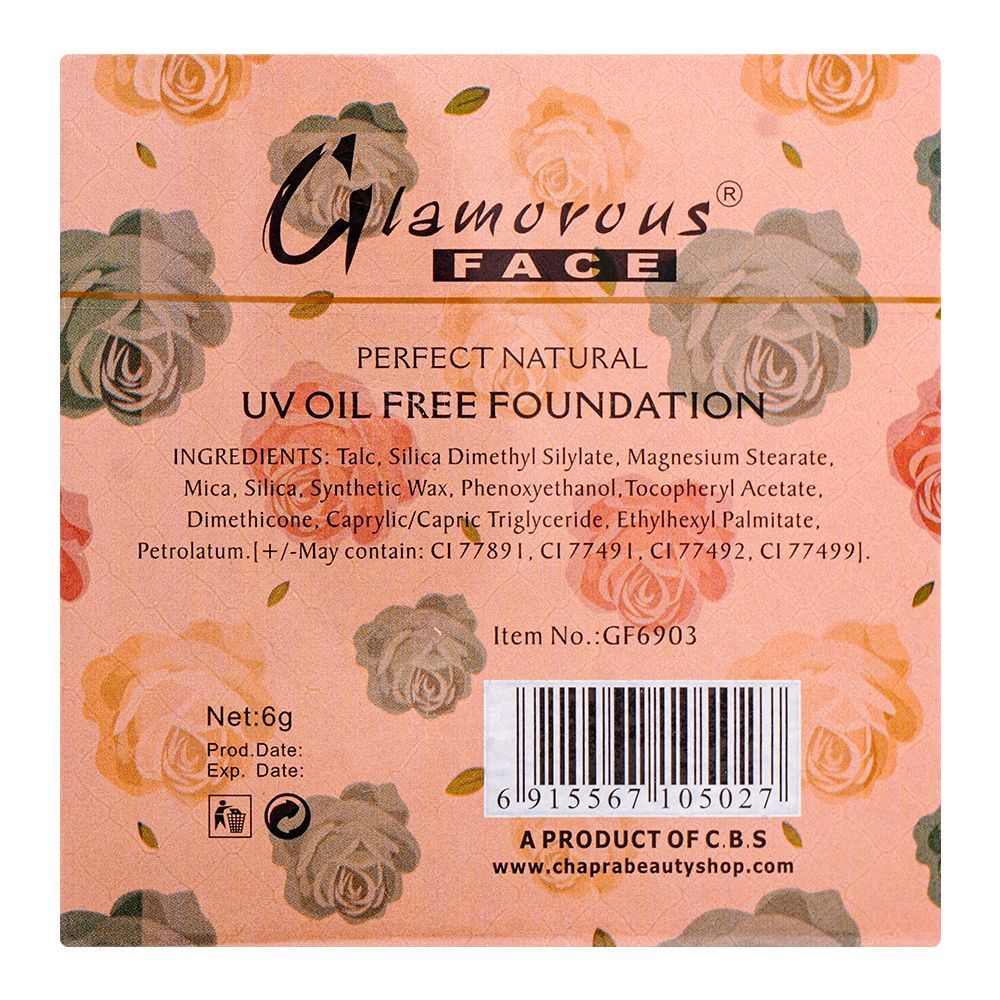 Glamorous®
FACE
PERFECT NATURAL
UV OIL FREE FOUNDATION
INGREDIENTS: Talc, Silica Dimethyl Silylate, Magnesium Stearate,
Mica, Silica, Synthetic Wax, Phenoxyethanol,Tocopheryl Acetate,
Dimethicone, Caprylic/Capric Triglyceride, Ethylhexyl Palmitate,
Petrolatum.[+/-May contain: CI 77891, CI 77491, CI 77492, CI 77499].
Item No.:GF6903
Net:6g
Prod.Date:
Exp. Date:
6 915567 105027
A PRODUCT OF C.B.S
www.chaprabeautyshop.com